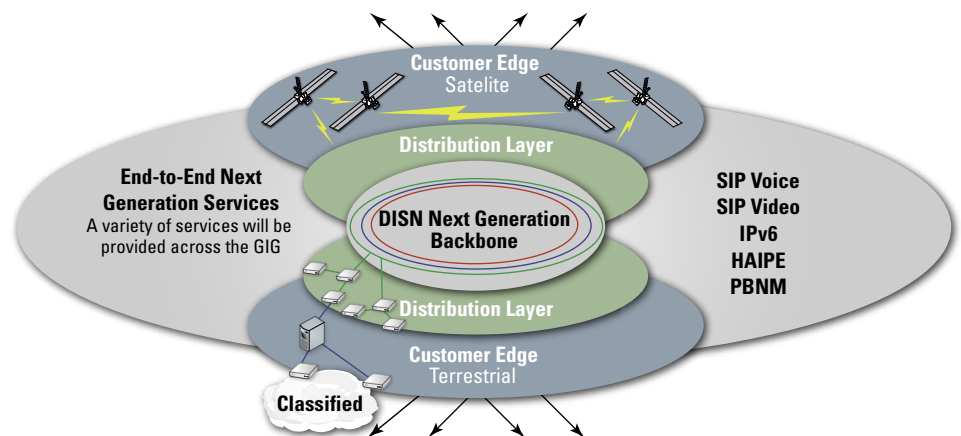 Customer Edge
Satelite
Distribution Layer
End-to-End Next
Generation Services
A variety of services will be
provided across the GIG
DISN Next Generation
Backbone
SIP Voice
SIP Video
IPv6
HAIPE
PBNM
Distribution Layer
Customer Edge
Terrestrial
Classified